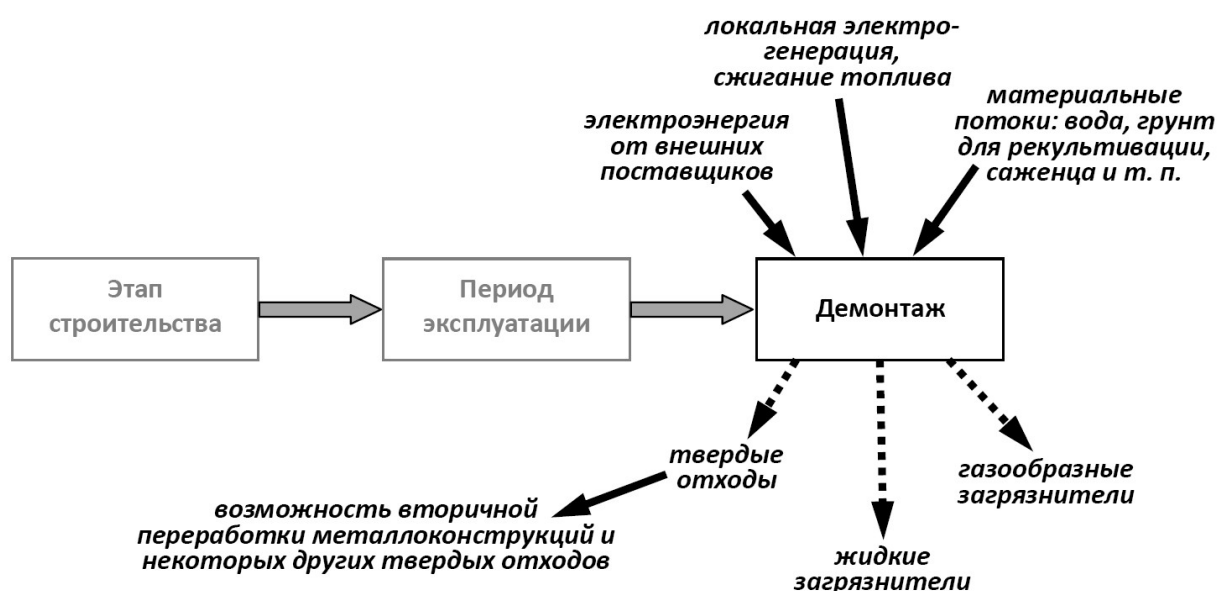 локальная электро-
генерация,
сжигание топлива
электроэнергия
от внешних
поставщиков
материальные
потоки: вода, грунт
для рекультивации,
саженца и т. п.
Этап
строительства
Период
эксплуатации
Демонтаж
твердые
отходы
газообразные
загрязнители
возможность вторичной
переработки металлоконструкций и
некоторых других твердых отходов
жидкие
загрязнители